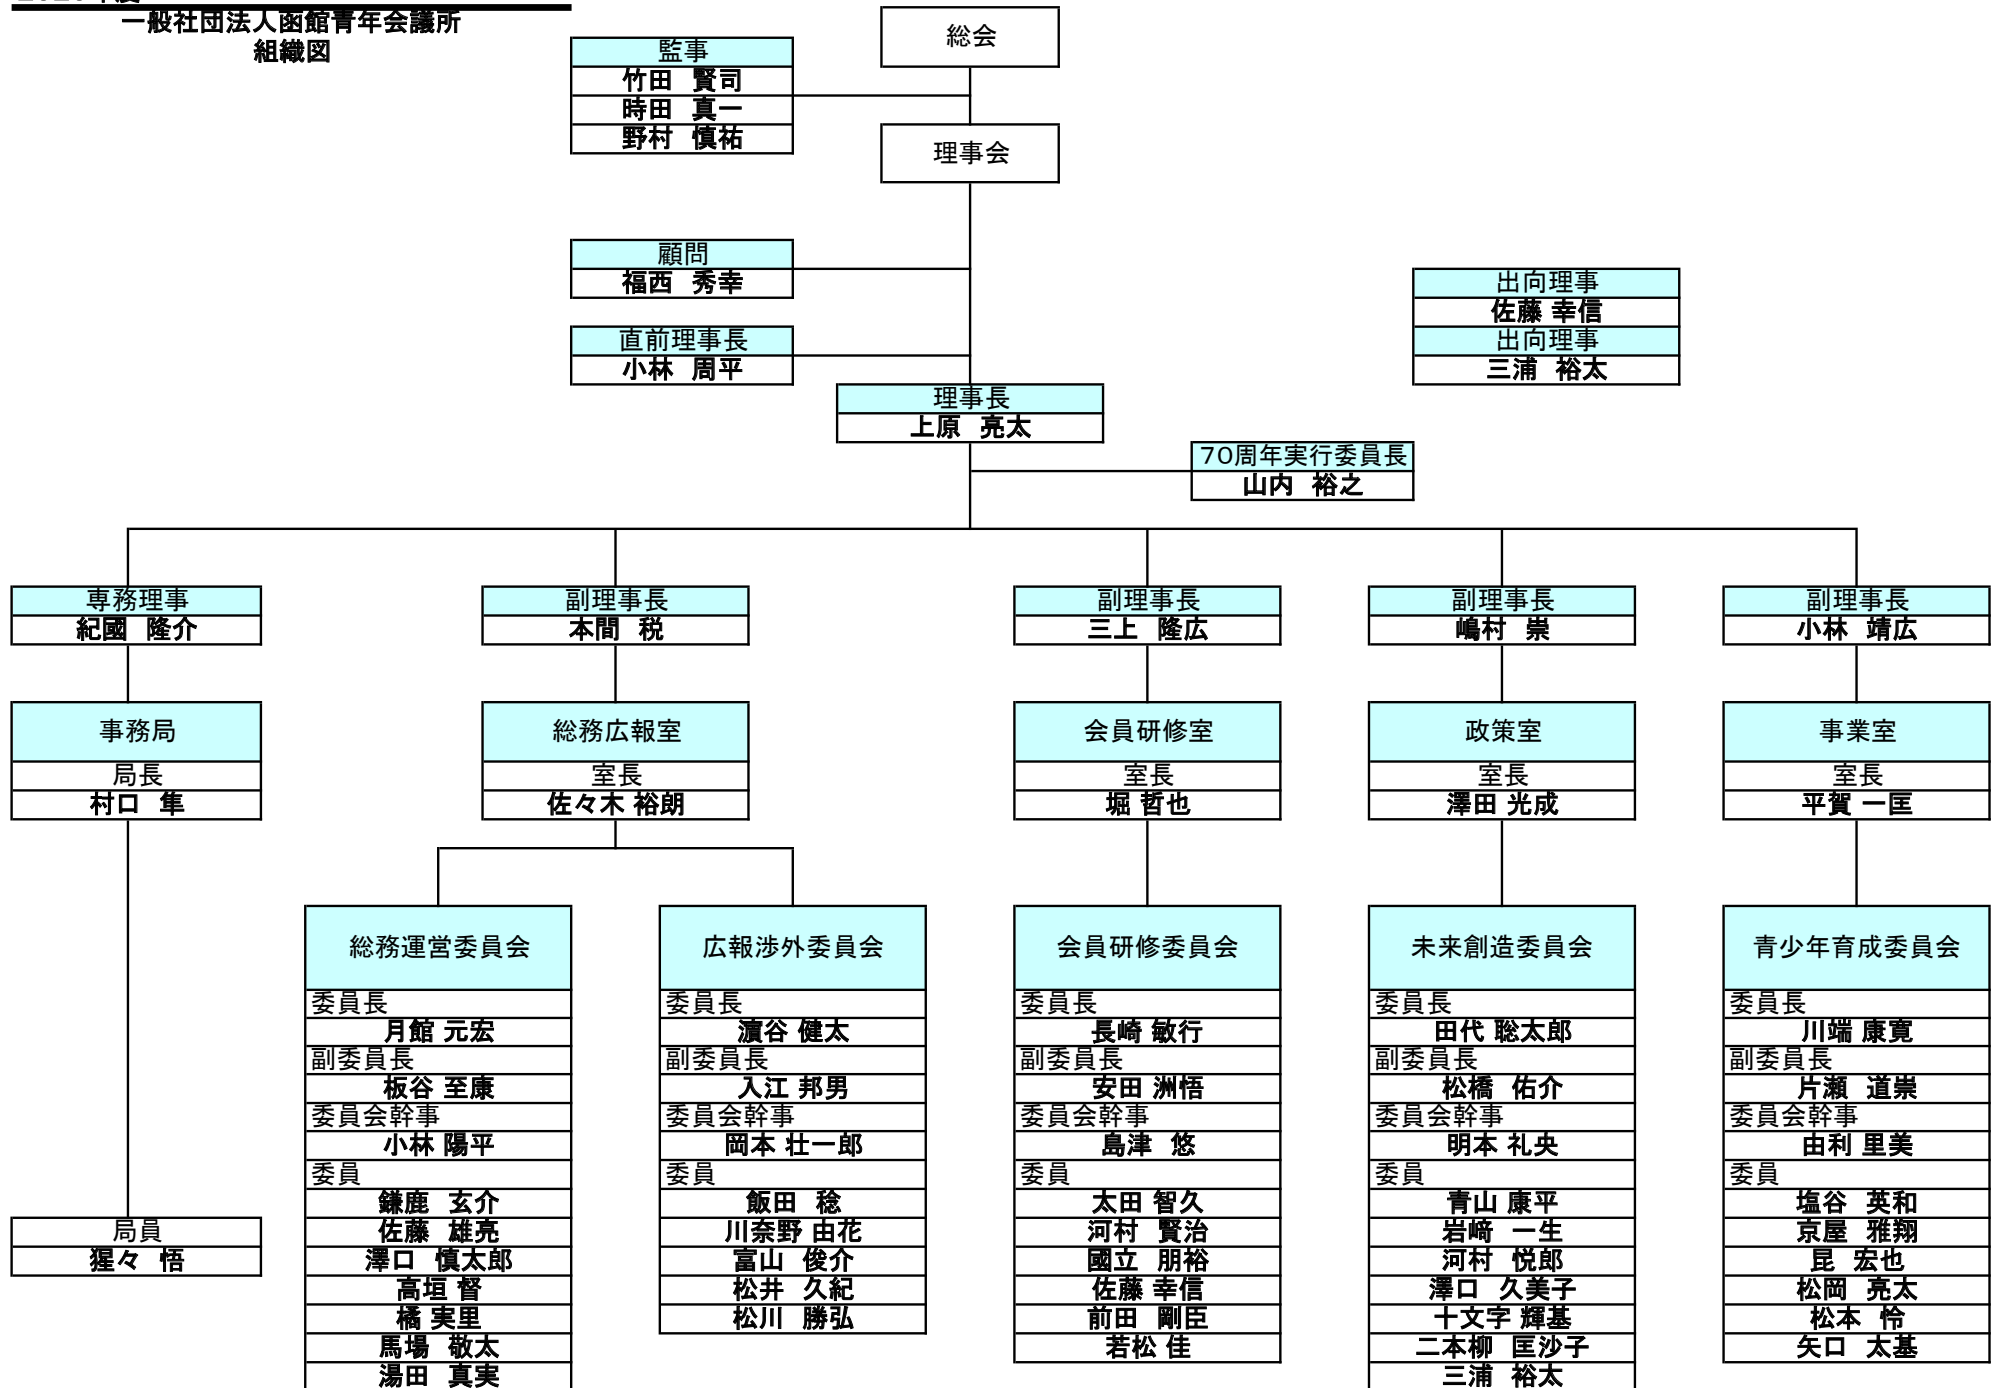 一般社団法人函館青年会議所
組織図
総会
監事
竹田 賢司
時田 真一
野村 慎祐
理事会
顧問
福西 秀幸
出向理事
佐藤 幸信
出向理事
三浦 裕太
直前理事長
小林 周平
理事長
上原 亮太
70周年実行委員長
山内 裕之
専務理事
紀國 隆介
副理事長
本間 税
副理事長
三上 隆広
副理事長
嶋村 崇
副理事長
小林 靖広
事務局
局長
村口 隼
総務広報室
室長
佐々木 裕朗
会員研修室
室長
堀 哲也
政策室
室長
澤田 光成
事業室
室長
平賀 一匡
局員
猩々 悟
総務運営委員会
委員長
月館 元宏
副委員長
板谷 至康
委員会幹事
小林 陽平
委員
鎌鹿 玄介
佐藤 雄亮
澤口 慎太郎
高垣 督
橘 実里
馬場 敬太
湯田 真実
広報渉外委員会
委員長
濵谷 健太
副委員長
入江 邦男
委員会幹事
岡本 壮一郎
委員
飯田 稔
川奈野 由花
富山 俊介
松井 久紀
松川 勝弘
会員研修委員会
委員長
長崎 敏行
副委員長
安田 洲悟
委員会幹事
島津 悠
委員
太田 智久
河村 賢治
國立 朋裕
佐藤 幸信
前田 剛臣
若松 佳
未来創造委員会
委員長
田代 聡太郎
副委員長
松橋 佑介
委員会幹事
明本 礼央
委員
青山 康平
岩﨑 一生
河村 悦郎
澤口 久美子
十文字 輝基
二本柳 匡沙子
三浦 裕太
青少年育成委員会
委員長
川端 康寛
副委員長
片瀬 道崇
委員会幹事
由利 里美
委員
塩谷 英和
京屋 雅翔
昆 宏也
松岡 亮太
松本 怜
矢口 太基